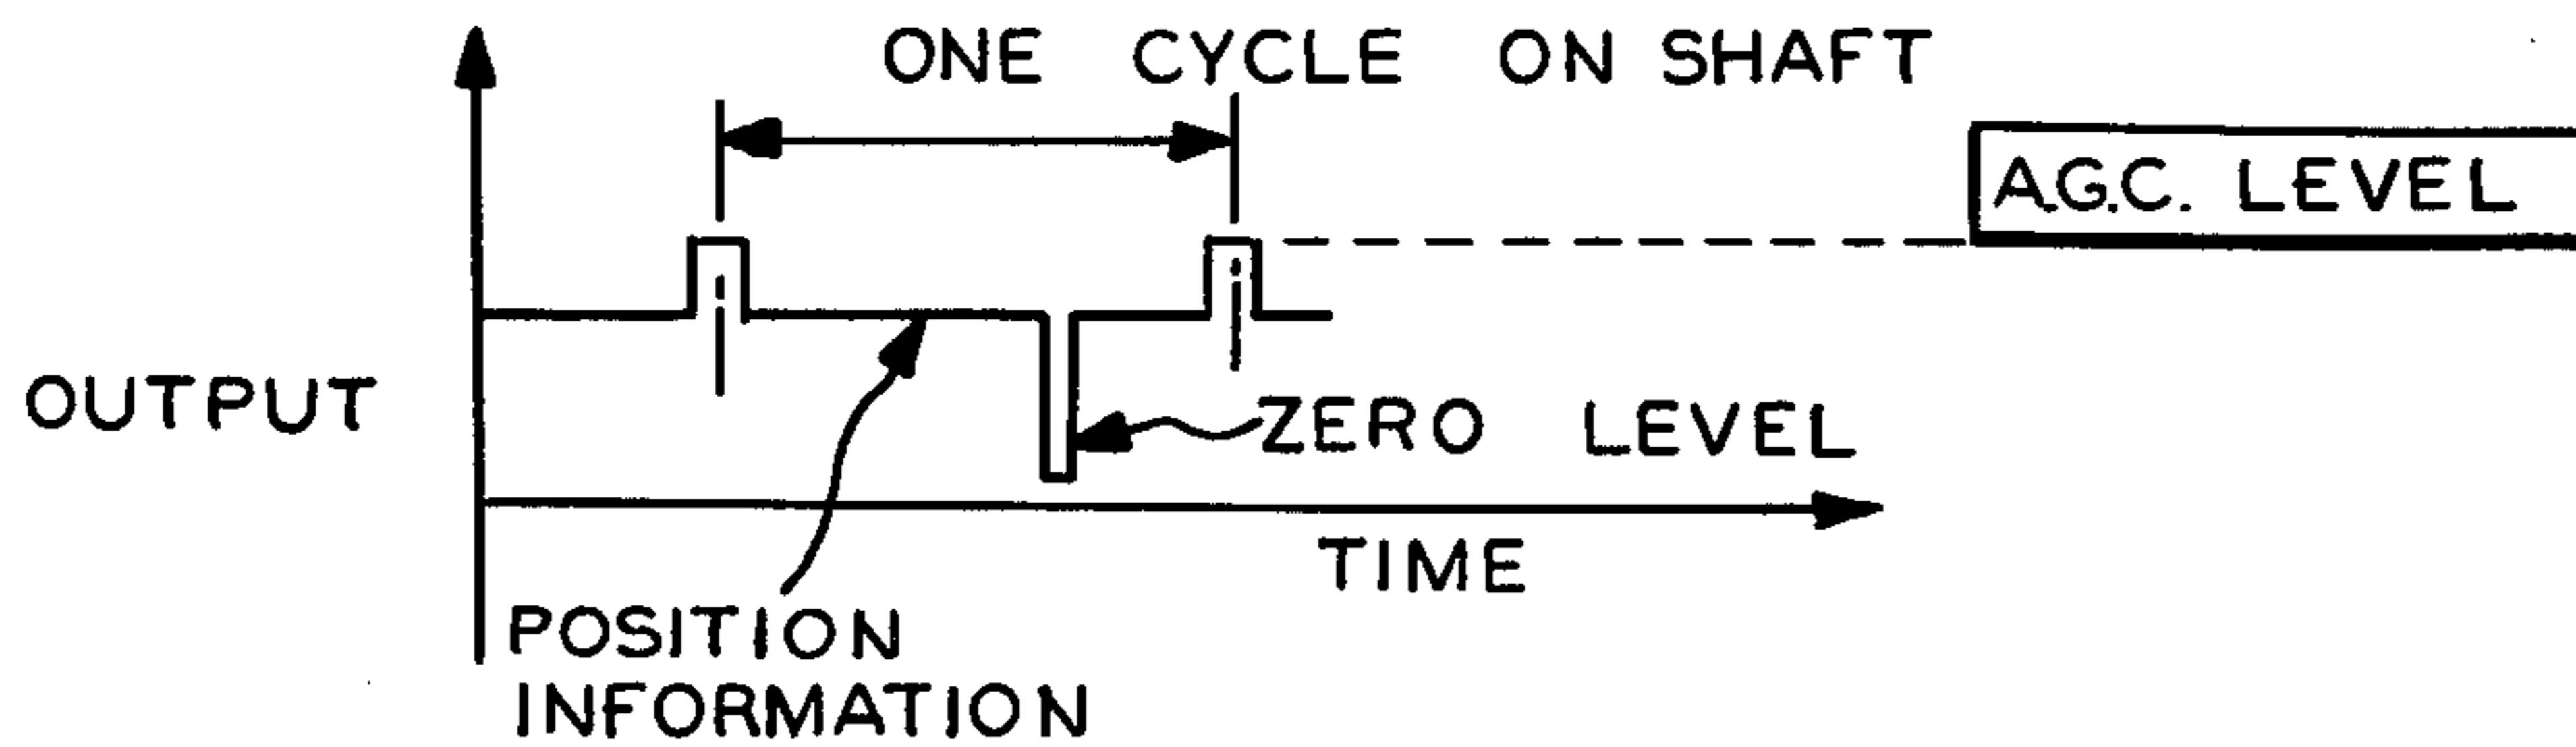 ONE CYCLE ON SHAFT
A.G.C. LEVEL
OUTPUT
ZERO LEVEL
TIME
POSITION
INFORMATION